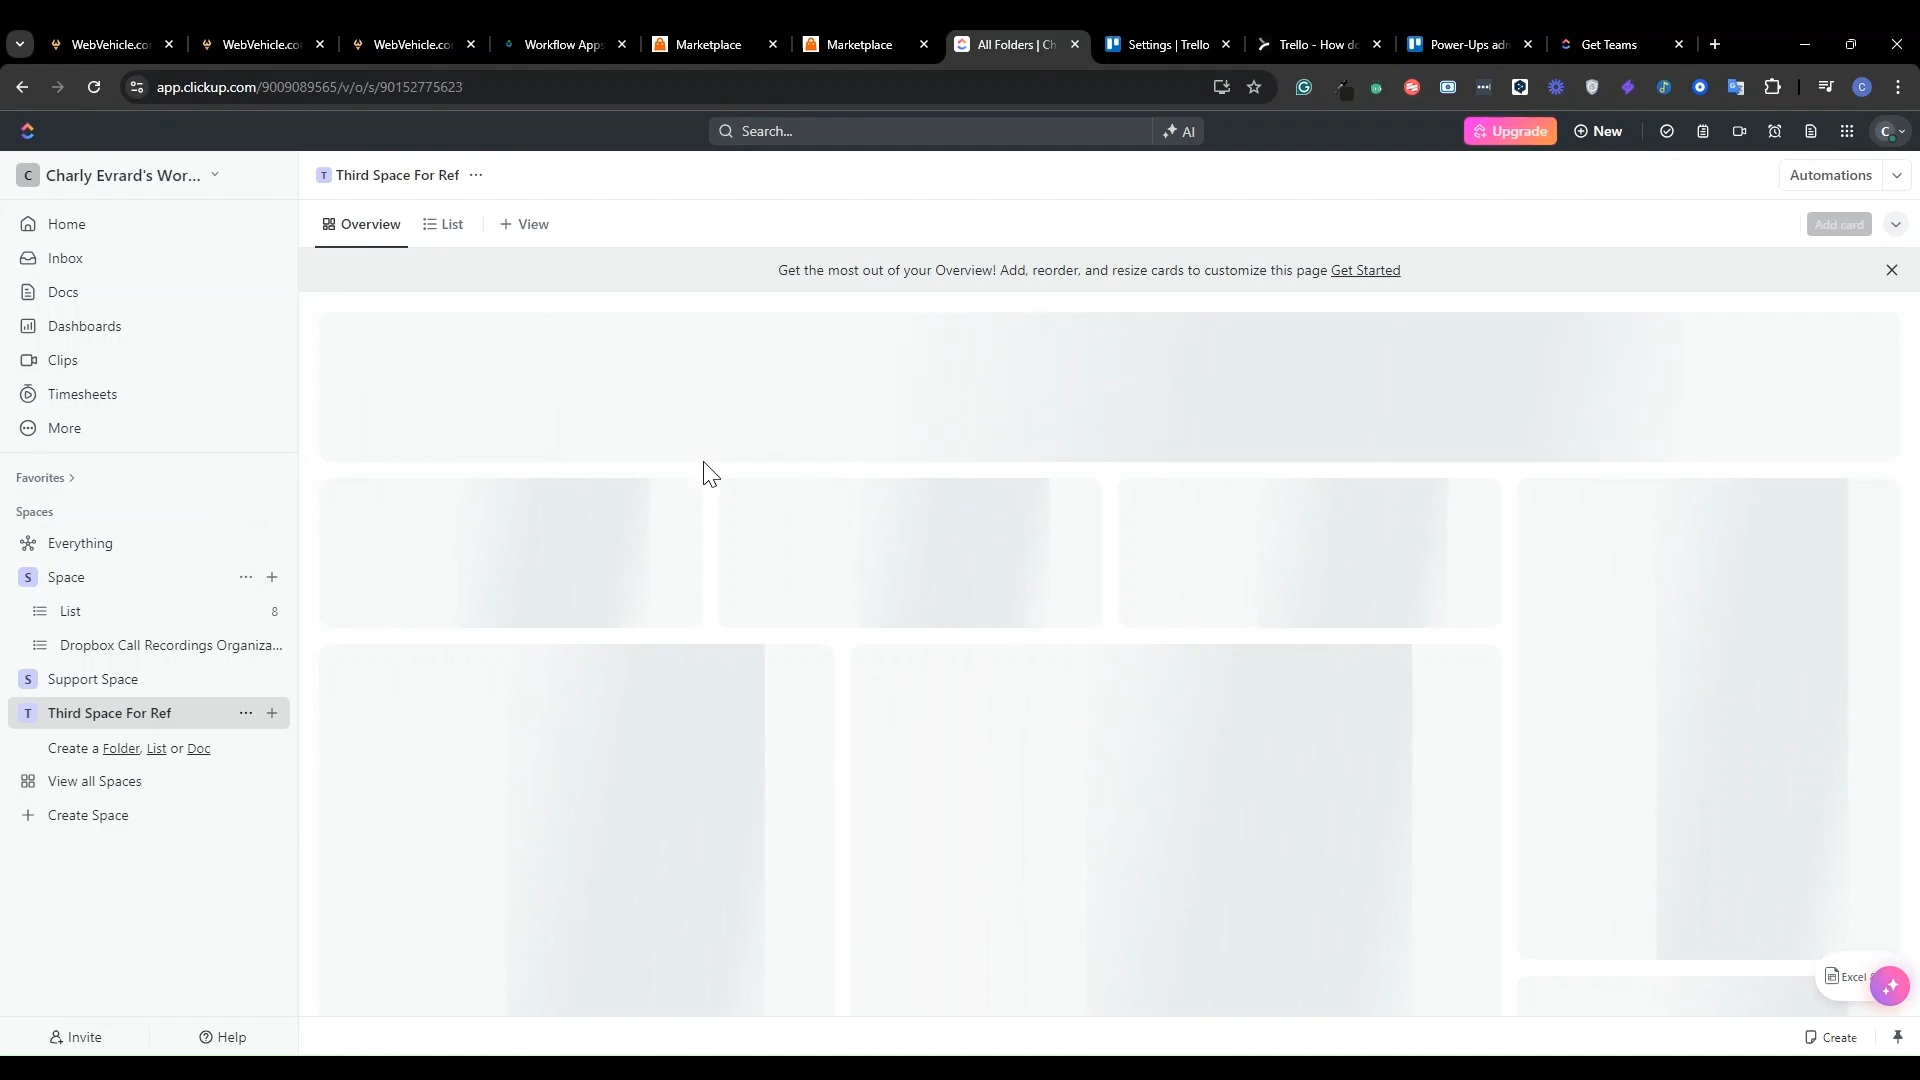 WebVehicle.co
WebVehicle.co
WebVehicle.co
Workflow Apps
Marketplace
Marketplace
All Folders | Ch
Settings | Trello
Trello - How do
Power-Ups adm
Get Teams
app.clickup.com/9009089565/v/o/s/90152775623
Search...
AI
Upgrade
New
C
C Charly Evrard's Wor...
T Third Space For Ref
Automations
Overview
List
View
Add card
Get the most out of your Overview! Add, reorder, and resize cards to customize this page Get Started
Home
Inbox
Docs
Dashboards
Clips
Timesheets
More
Favorites
Spaces
Everything
S Space
List 8
Dropbox Call Recordings Organiza...
S Support Space
T Third Space For Ref
Create a Folder, List or Doc
View all Spaces
Create Space
Excel
Invite
Help
Create